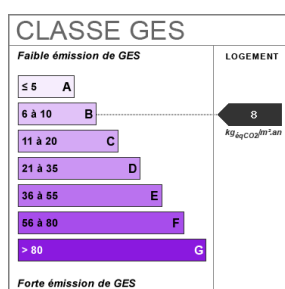 CLASSE GES
Faible émission de GES
LOGEMENT
≤ 5 A
6 à 10 B
8
kgéqCO2/m².an
11 à 20 C
21 à 35 D
36 à 55 E
56 à 80 F
> 80 G
Forte émission de GES